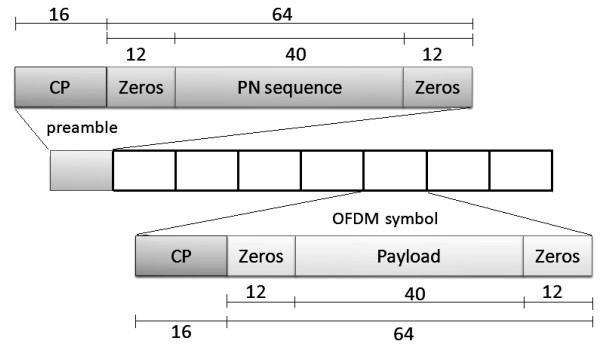 16 64
12 40 12
CP Zeros PN sequence Zeros
preamble
OFDM symbol
CP Zeros Payload Zeros
12 40 12
16 64